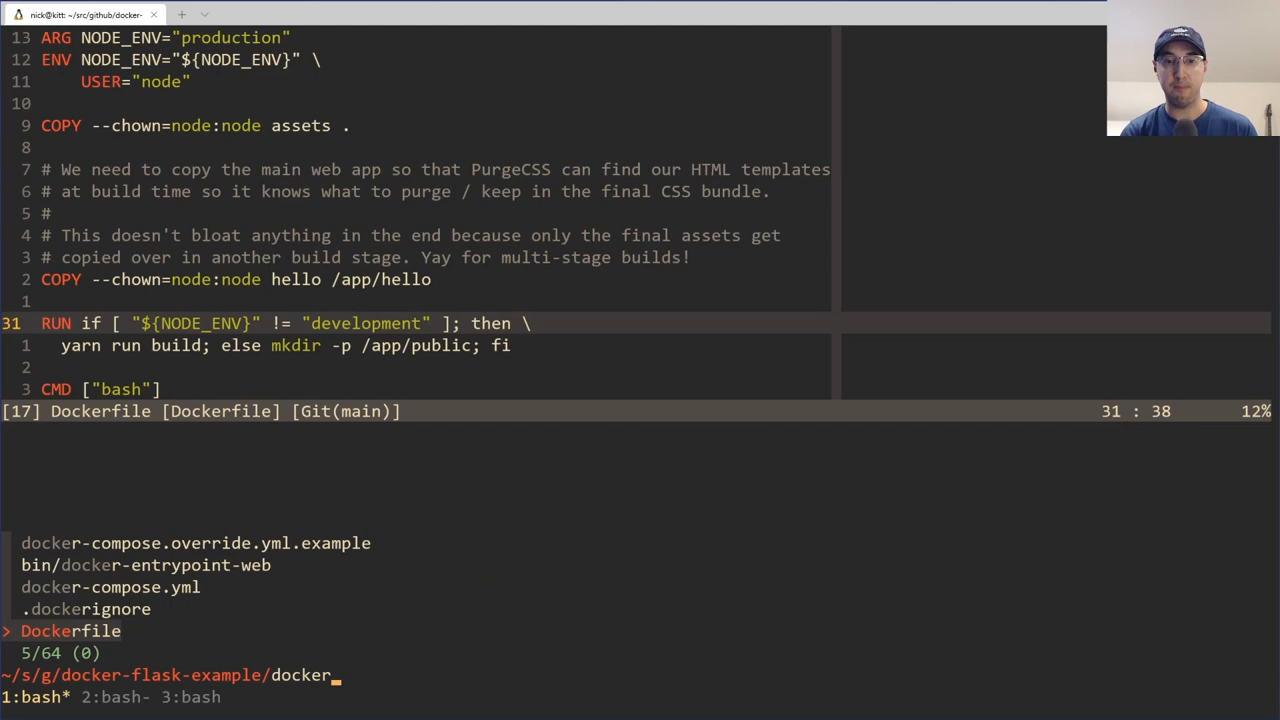 nick@kitt: ~/src/github/docker-
13 ARG NODE_ENV="production"
12 ENV NODE_ENV="${NODE_ENV}" \
11     USER="node"
10
9 COPY --chown=node:node assets .
8
7 # We need to copy the main web app so that PurgeCSS can find our HTML templates
6 # at build time so it knows what to purge / keep in the final CSS bundle.
5 #
4 # This doesn't bloat anything in the end because only the final assets get
3 # copied over in another build stage. Yay for multi-stage builds!
2 COPY --chown=node:node hello /app/hello
1
31 RUN if [ "${NODE_ENV}" != "development" ]; then \
1   yarn run build; else mkdir -p /app/public; fi
2
3 CMD ["bash"]
[17] Dockerfile [Dockerfile] [Git(main)] 31 : 38 12%
docker-compose.override.yml.example
bin/docker-entrypoint-web
docker-compose.yml
.dockerignore
> Dockerfile
5/64 (0)
~/s/g/docker-flask-example/docker
1:bash* 2:bash- 3:bash